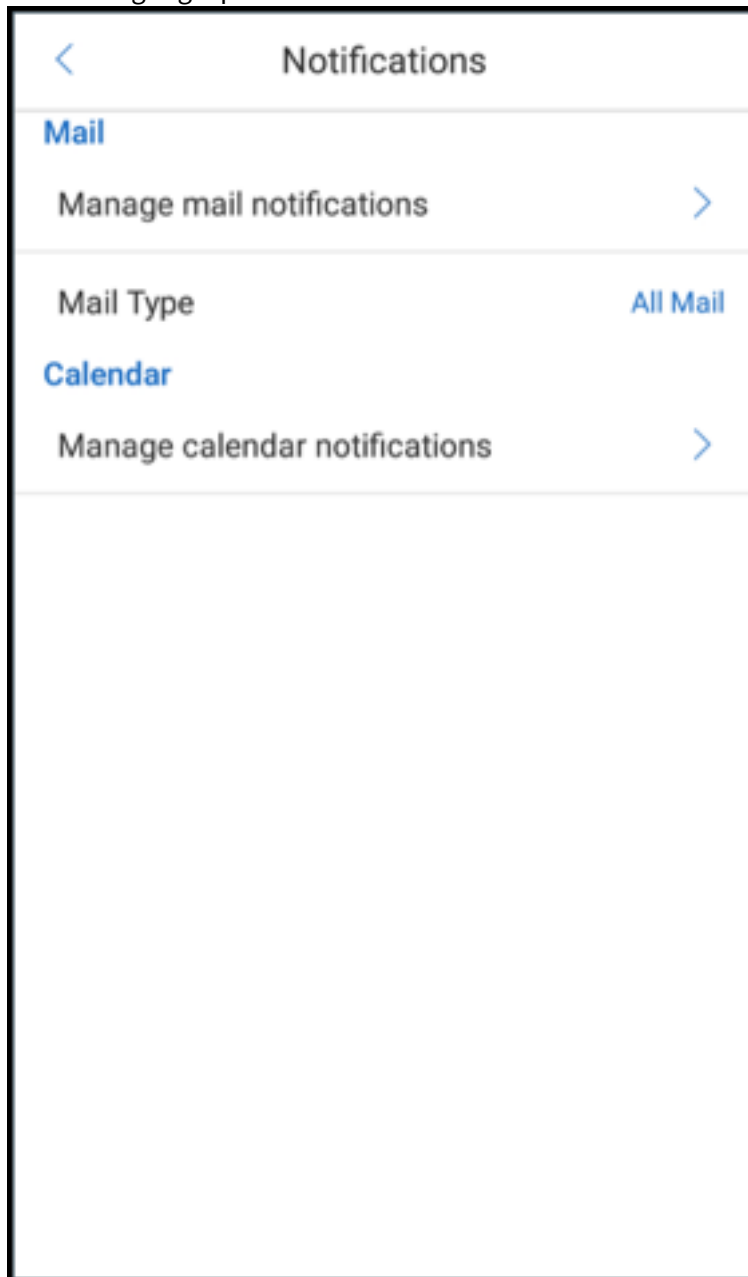 Notifications
Mail
Manage mail notifications
Mail Type All Mail
Calendar
Manage calendar notifications